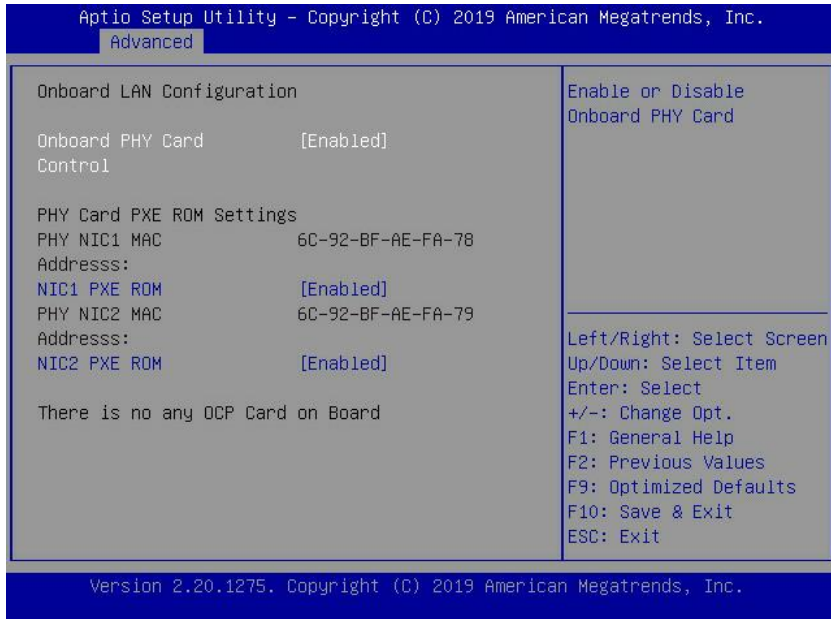 Aptio Setup Utility – Copyright (C) 2019 American Megatrends, Inc.
Advanced
Onboard LAN Configuration
Onboard PHY Card [Enabled]
Control
PHY Card PXE ROM Settings
PHY NIC1 MAC 6C-92-BF-AE-FA-78
Addresss:
NIC1 PXE ROM [Enabled]
PHY NIC2 MAC 6C-92-BF-AE-FA-79
Addresss:
NIC2 PXE ROM [Enabled]
There is no any OCP Card on Board
Enable or Disable
Onboard PHY Card
Left/Right: Select Screen
Up/Down: Select Item
Enter: Select
+/-: Change Opt.
F1: General Help
F2: Previous Values
F9: Optimized Defaults
F10: Save & Exit
ESC: Exit
Version 2.20.1275. Copyright (C) 2019 American Megatrends, Inc.